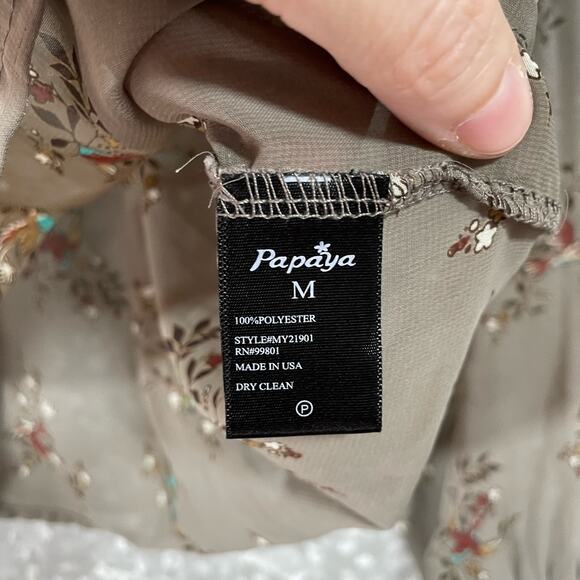 Papaya
M
100%POLYESTER
STYLE#MY21901
RN#99801
MADE IN USA
DRY CLEAN
P